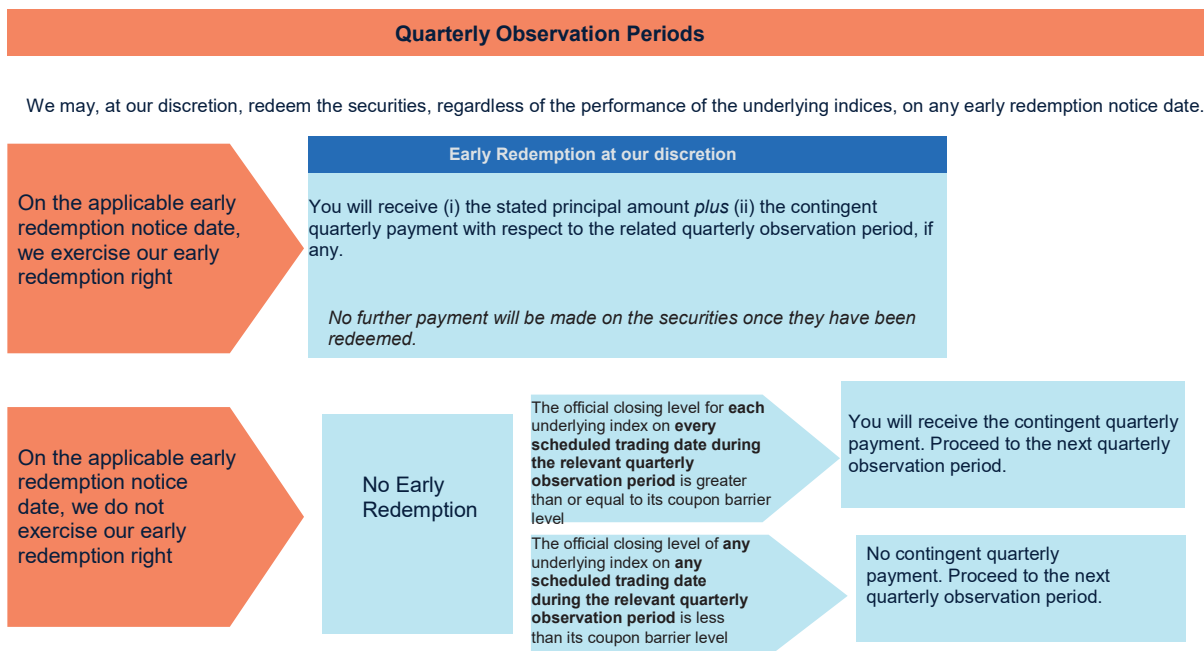 Quarterly Observation Periods
We may, at our discretion, redeem the securities, regardless of the performance of the underlying indices, on any early redemption notice date.
On the applicable early
redemption notice date,
we exercise our early
redemption right
Early Redemption at our discretion
You will receive (i) the stated principal amount plus (ii) the contingent
quarterly payment with respect to the related quarterly observation period, if
any.
No further payment will be made on the securities once they have been
redeemed.
On the applicable early
redemption notice
date, we do not
exercise our early
redemption right
No Early
Redemption
The official closing level for each
underlying index on every
scheduled trading date during
the relevant quarterly
observation period is greater
than or equal to its coupon barrier
level
You will receive the contingent quarterly
payment. Proceed to the next quarterly
observation period.
The official closing level of any
underlying index on any
scheduled trading date
during the relevant quarterly
observation period is less
than its coupon barrier level
No contingent quarterly
payment. Proceed to the next
quarterly observation period.